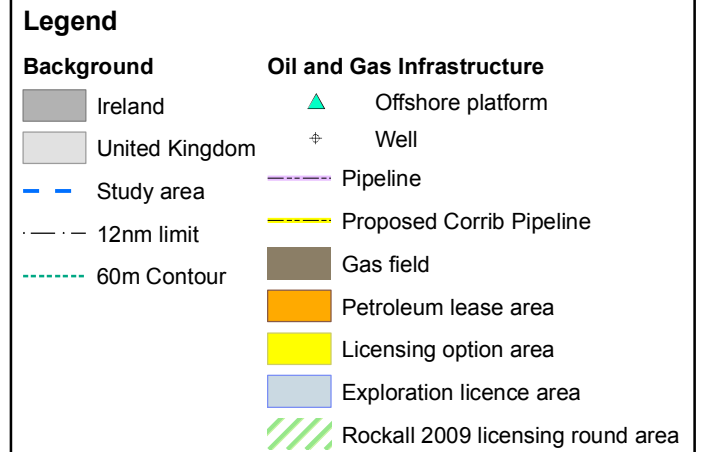 Legend
Background
Ireland
United Kingdom
Study area
12nm limit
60m Contour
Oil and Gas Infrastructure
Offshore platform
Well
Pipeline
Proposed Corrib Pipeline
Gas field
Petroleum lease area
Licensing option area
Exploration licence area
Rockall 2009 licensing round area